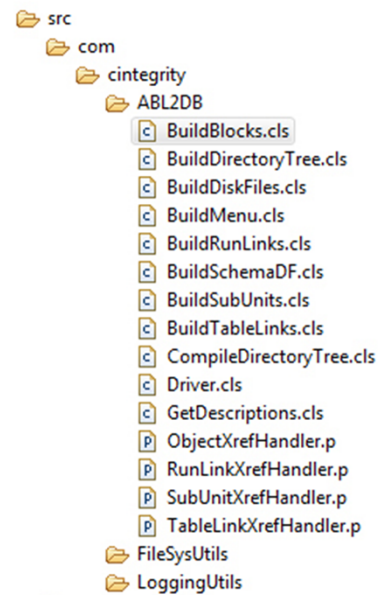 src
com
cintegrity
ABL2DB
BuildBlocks.cls
BuildDirectoryTree.cls
BuildDiskFiles.cls
BuildMenu.cls
BuildRunLinks.cls
BuildSchemaDF.cls
BuildSubUnits.cls
BuildTableLinks.cls
CompileDirectoryTree.cls
Driver.cls
GetDescriptions.cls
ObjectXrefHandler.p
RunLinkXrefHandler.p
SubUnitXrefHandler.p
TableLinkXrefHandler.p
FileSysUtils
LoggingUtils